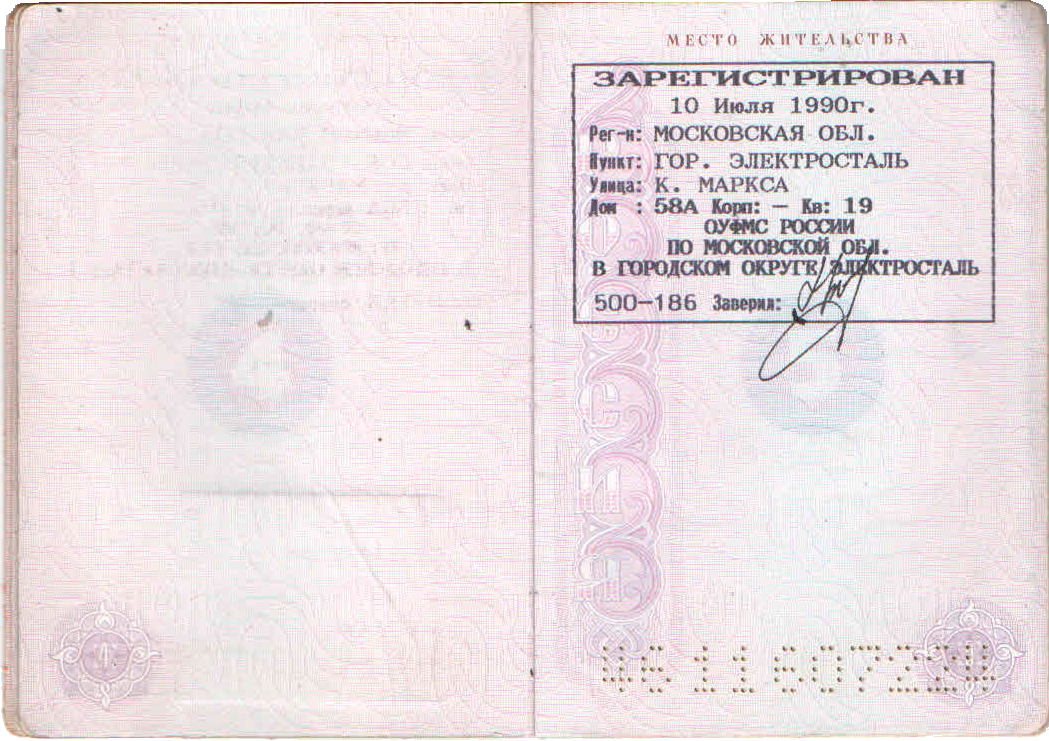 МЕСТО ЖИТЕЛЬСТВА
ЗАРЕГИСТРИРОВАН
10 Июля 1990г.
Рег-н: МОСКОВСКАЯ ОБЛ.
Пункт: ГОР. ЭЛЕКТРОСТАЛЬ
Улица: К. МАРКСА
Дом : 58А Корп: — Кв: 19
ОУФМС РОССИИ
ПО МОСКОВСКОЙ ОБЛ.
В ГОРОДСКОМ ОКРУГЕ ЭЛЕКТРОСТАЛЬ
500-186 Заверил: